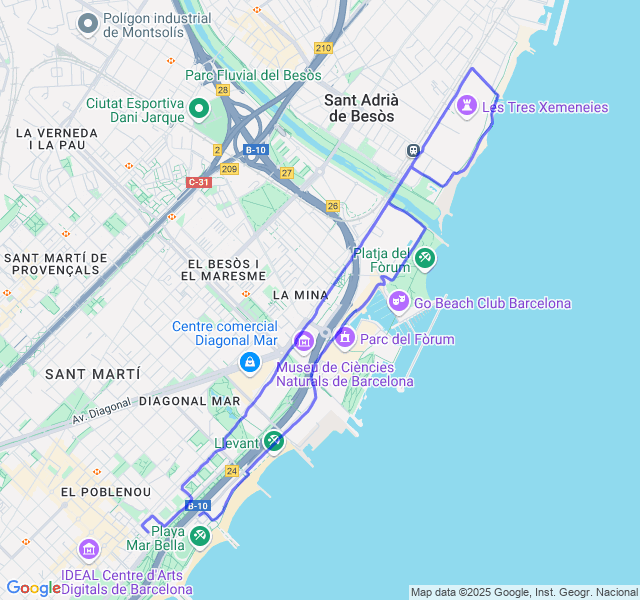 Polígon industrial
de Montsolís
210
Parc Fluvial del Besòs
28
Sant Adrià
de Besòs
Les Tres Xemeneies
Ciutat Esportiva
Dani Jarque
LA VERNEDA
I LA PAU
2
B-10
209
27
C-31
26
SANT MARTÍ DE
PROVENÇALS
EL BESÒS I
EL MARESME
Platja del
Fòrum
LA MINA
Go Beach Club Barcelona
Centre comercial
Diagonal Mar
Parc del Fòrum
Museu de Ciències
Naturals de Barcelona
SANT MARTÍ
Av. Diagonal
DIAGONAL MAR
Llevant
24
EL POBLENOU
B-10
Platja
Mar Bella
IDEAL Centre d'Arts
Digitals de Barcelona
Google
Map data ©2025 Google, Inst. Geogr. Nacional